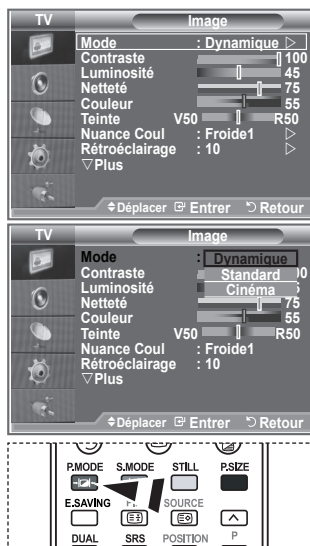 TV Image
Mode : Dynamique ▷
Contraste 100
Luminosité 45
Netteté 75
Couleur 55
Teinte V50 R50
Nuance Coul : Froide1 ▷
Rétroéclairage : 10 ▷
▽Plus
Déplacer Entrer Retour
TV Image
Mode : Dynamique
Contraste Standard
Luminosité Cinéma
Netteté 75
Couleur 55
Teinte V50 R50
Nuance Coul : Froide1
Rétroéclairage : 10
▽Plus
Déplacer Entrer Retour
P.MODE S.MODE STILL P.SIZE
E.SAVING SOURCE
DUAL SRS POSITION P